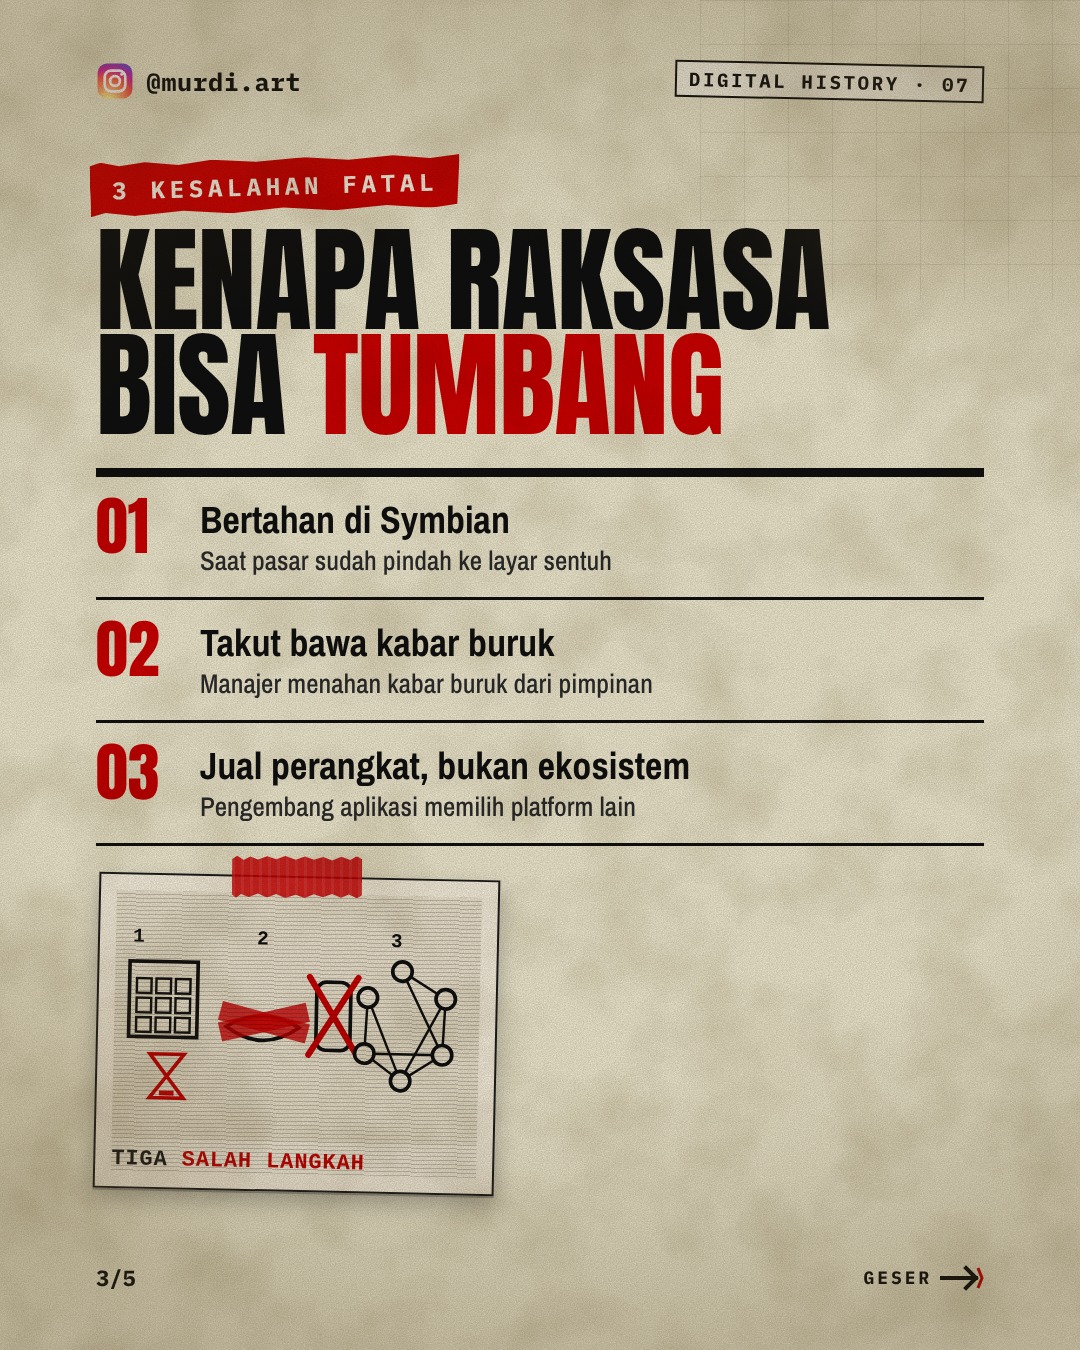 @murdi.art
DIGITAL HISTORY · 07
3 KESALAHAN FATAL
KENAPA RAKSASA
BISA TUMBANG
01
Bertahan di Symbian
Saat pasar sudah pindah ke layar sentuh
02
Takut bawa kabar buruk
Manajer menahan kabar buruk dari pimpinan
03
Jual perangkat, bukan ekosistem
Pengembang aplikasi memilih platform lain
1 2 3
TIGA SALAH LANGKAH
3/5
GESER